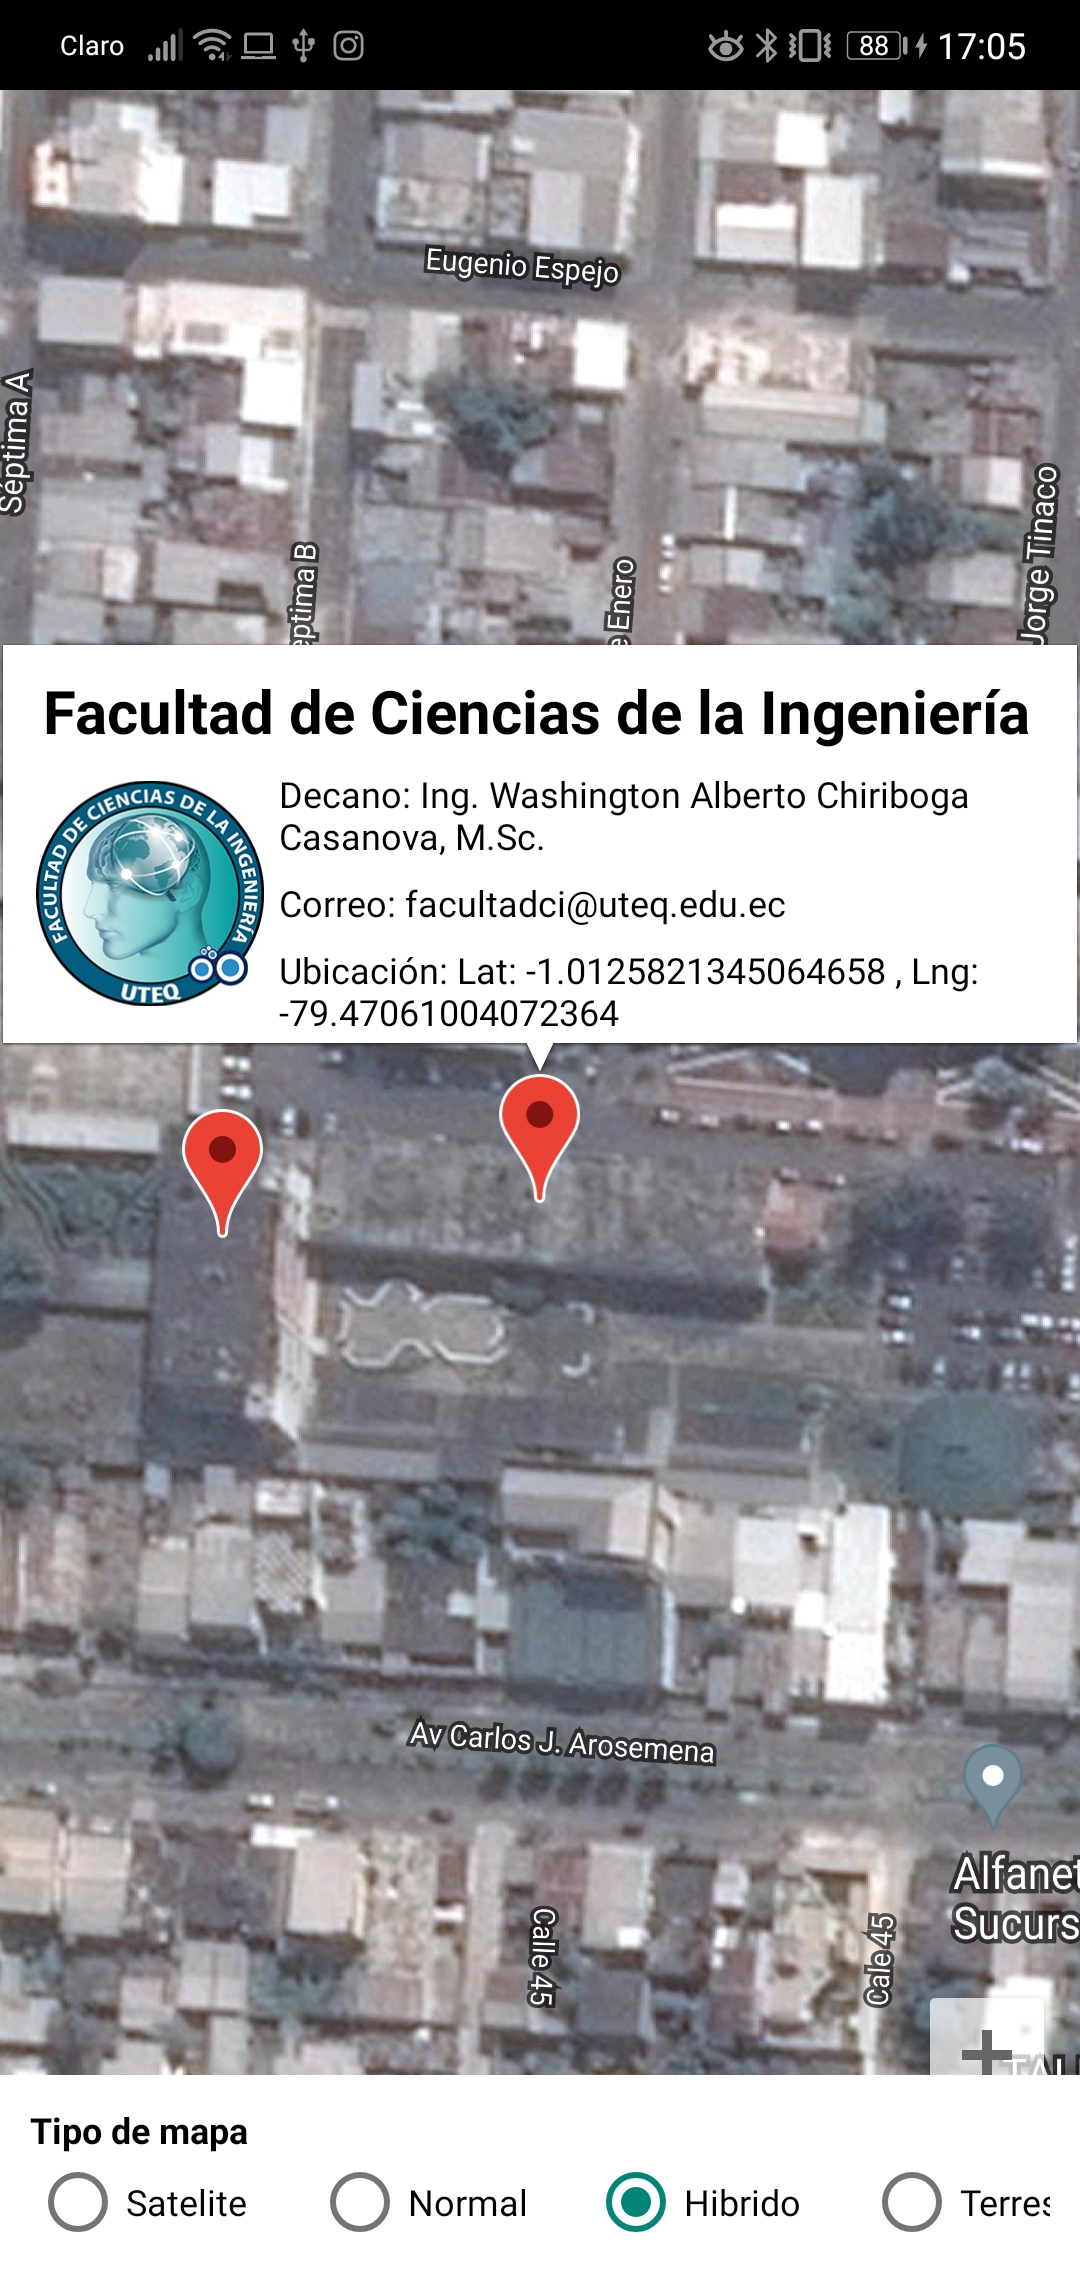 Claro 88 17:05
Eugenio Espejo
Séptima A
éptima B
e Enero
Jorge Tinaco
Facultad de Ciencias de la Ingeniería
FACULTAD DE CIENCIAS DE LA INGENIERÍA
UTEQ
Decano: Ing. Washington Alberto Chiriboga
Casanova, M.Sc.
Correo: facultadci@uteq.edu.ec
Ubicación: Lat: -1.0125821345064658 , Lng:
-79.47061004072364
Av Carlos J. Arosemena
Alfanet
Sucurs
Calle 45
Cale 45
Tipo de mapa
Satelite Normal Hibrido Terres